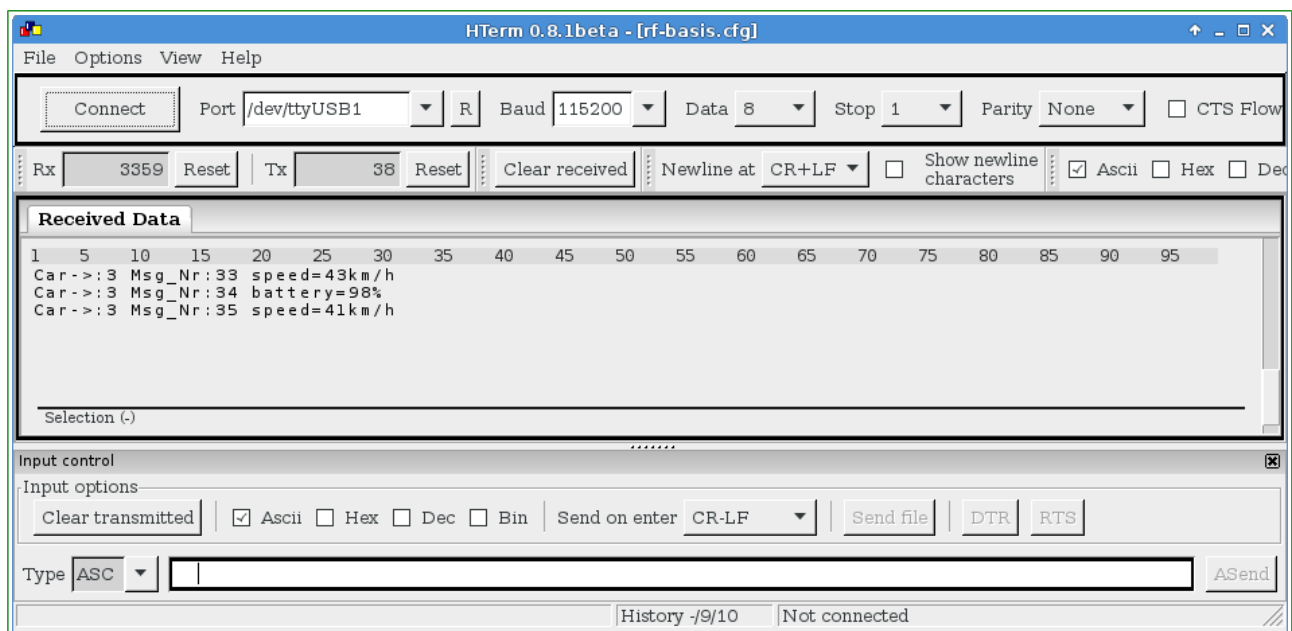 HTerm 0.8.1beta - [rf-basis.cfg]
File Options View Help
Connect Port /dev/ttyUSB1 R Baud 115200 Data 8 Stop 1 Parity None CTS Flow
Rx 3359 Reset Tx 38 Reset Clear received Newline at CR+LF Show newline characters Ascii Hex Dec
Received Data
1 5 10 15 20 25 30 35 40 45 50 55 60 65 70 75 80 85 90 95
Car->:3 Msg_Nr:33 speed=43km/h
Car->:3 Msg_Nr:34 battery=98%
Car->:3 Msg_Nr:35 speed=41km/h
Selection (-)
Input control
Input options
Clear transmitted Ascii Hex Dec Bin Send on enter CR-LF Send file DTR RTS
Type ASC ASend
History -/9/10 Not connected